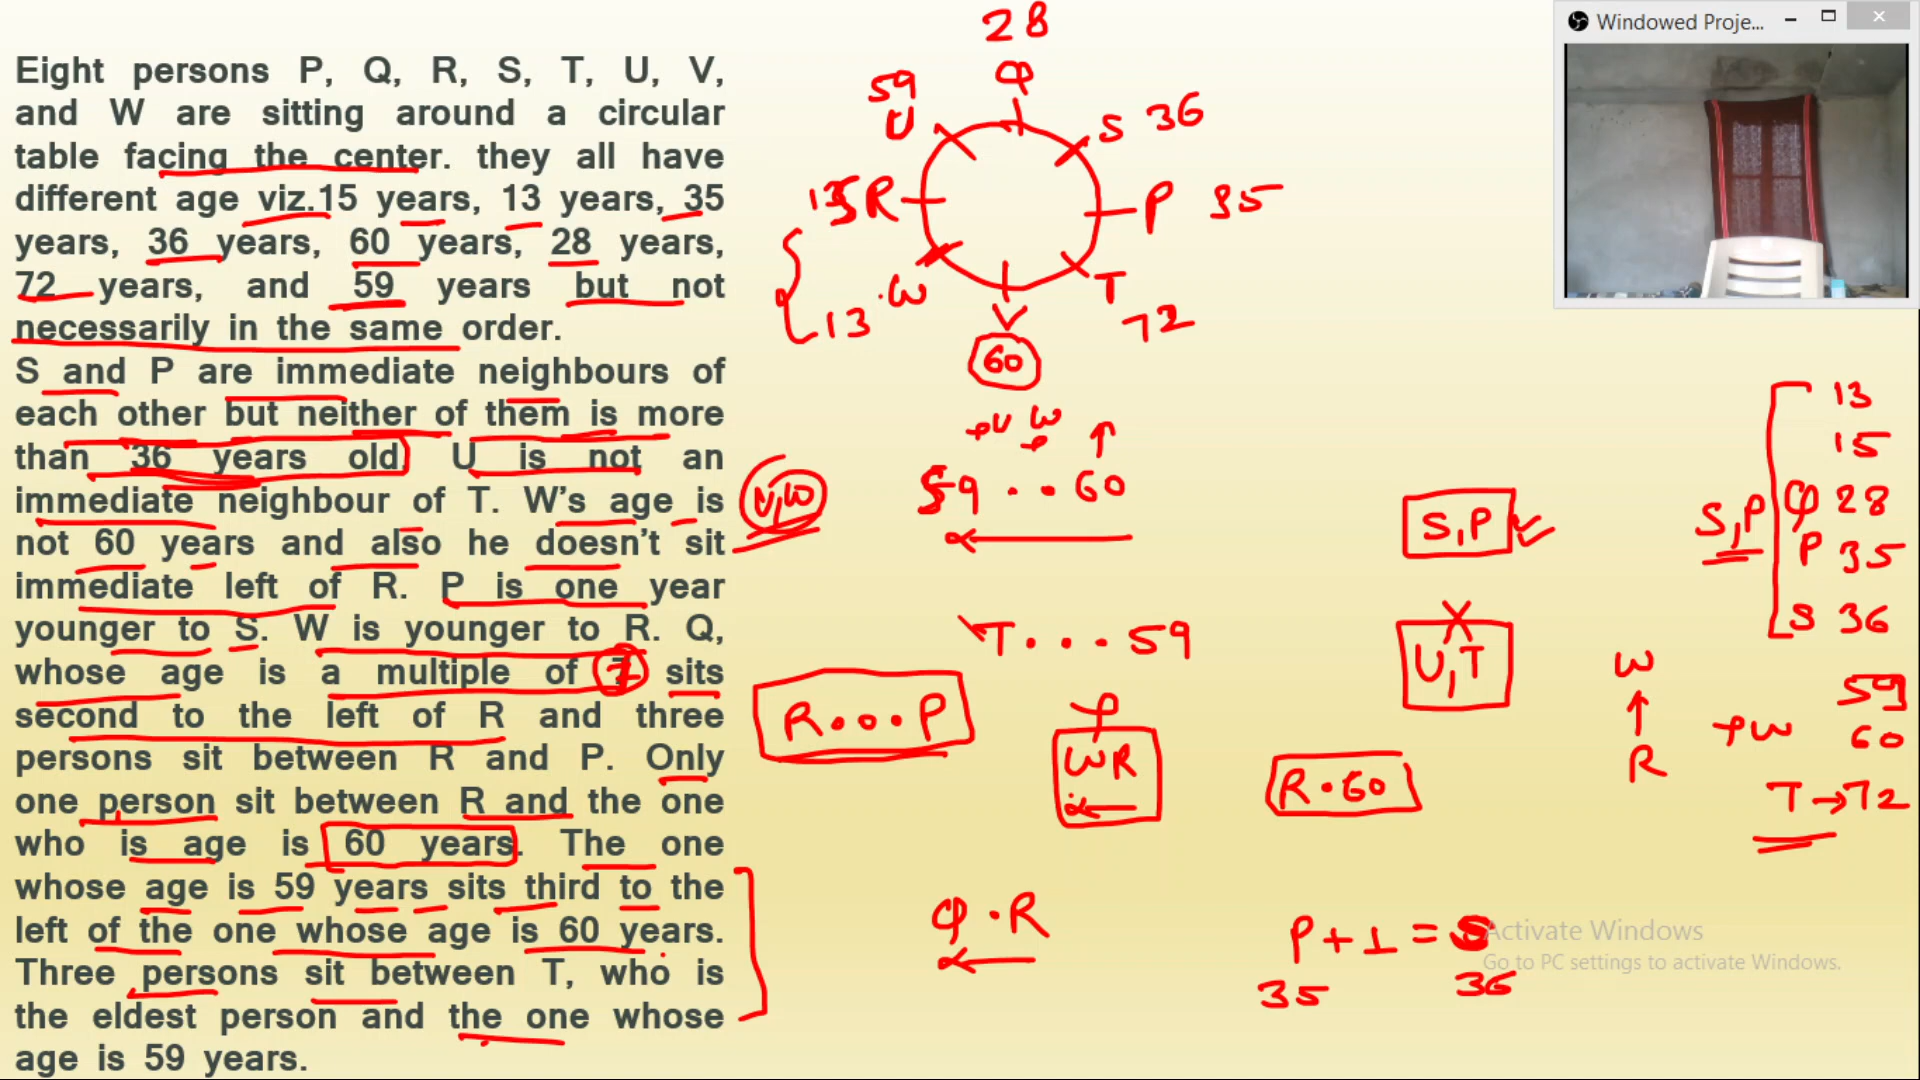 Eight persons P, Q, R, S, T, U, V,
and W are sitting around a circular
table facing the center. they all have
different age viz.15 years, 13 years, 35
years, 36 years, 60 years, 28 years,
72 years, and 59 years but not
necessarily in the same order.
S and P are immediate neighbours of
each other but neither of them is more
than 36 years old. U is not an
immediate neighbour of T. W's age is
not 60 years and also he doesn't sit
immediate left of R. P is one year
younger to S. W is younger to R. Q,
whose age is a multiple of 7 sits
second to the left of R and three
persons sit between R and P. Only
one person sit between R and the one
who is age is 60 years. The one
whose age is 59 years sits third to the
left of the one whose age is 60 years.
Three persons sit between T, who is
the eldest person and the one whose
age is 59 years.
28
Q
59
U
S 36
R
P 35
W
13
T
72
V
60
59 . . 60
T . . . 59
R . . . P
W R
Q . R
S, P
U, T
R . 60
W
R
P + 1 = S
35 36
13
15
Q 28
S, P
P 35
S 36
59
W 60
T → 72
Windowed Proje...
Activate Windows
Go to PC settings to activate Windows.